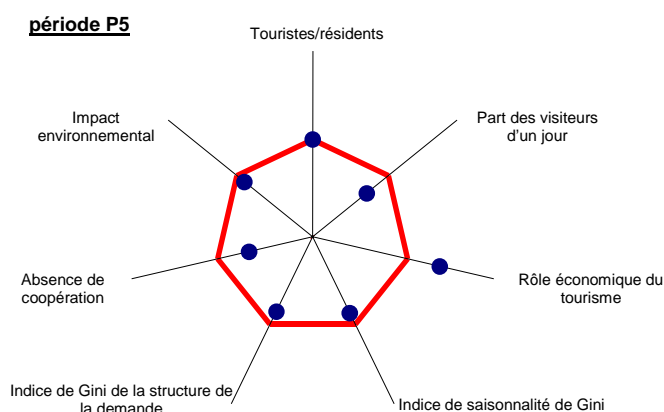 période P5
Touristes/résidents
Impact
environnemental
Part des visiteurs
d'un jour
Absence de
coopération
Rôle économique du
tourisme
Indice de Gini de la structure de
la demande
Indice de saisonnalité de Gini